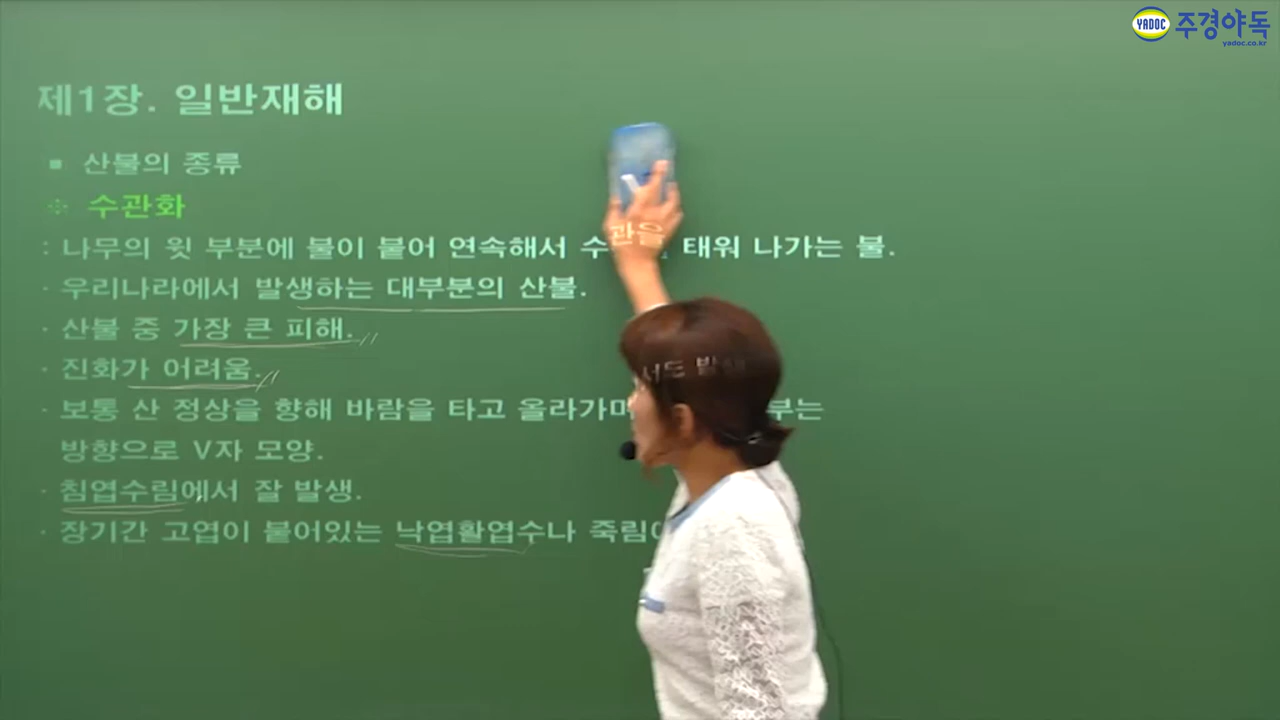 YADOC 주경야독
yadoc.co.kr
제1장. 일반재해
▪ 산불의 종류
※ 수관화
: 나무의 윗 부분에 불이 붙어 연속해서 수관을 태워 나가는 불.
· 우리나라에서 발생하는 대부분의 산불.
· 산불 중 가장 큰 피해.
· 진화가 어려움.
· 보통 산 정상을 향해 바람을 타고 올라가며 부는
방향으로 V자 모양.
· 침엽수림에서 잘 발생.
· 장기간 고엽이 붙어있는 낙엽활엽수나 죽림
서도 발생